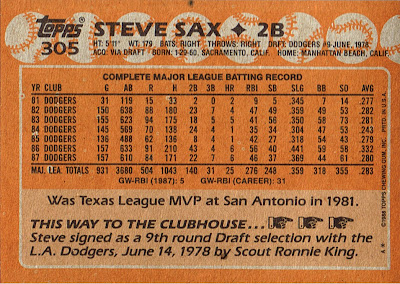 Topps
305
STEVE SAX ✦ 2B
HT: 5'11" WT: 179 BATS: RIGHT THROWS: RIGHT DRFT: DODGERS #9-JUNE, 1978
ACQ: VIA DRAFT BORN: 1-29-60, SACRAMENTO, CALIF. HOME: MANHATTAN BEACH, CALIF.
COMPLETE MAJOR LEAGUE BATTING RECORD
YR CLUB G AB R H 2B 3B HR RBI SB SLG BB SO AVG
81 DODGERS 31 119 15 33 2 0 2 9 5 .345 7 14 .277
82 DODGERS 150 638 88 180 23 7 4 47 49 .359 49 53 .282
83 DODGERS 155 623 94 175 18 5 5 41 56 .350 58 73 .281
84 DODGERS 145 569 70 138 24 4 1 35 34 .304 47 53 .243
85 DODGERS 136 488 62 136 8 4 1 42 27 .318 54 43 .279
86 DODGERS 157 633 91 210 43 4 6 56 40 .441 59 58 .332
87 DODGERS 157 610 84 171 22 7 6 46 37 .369 44 61 .280
MAJ. LEA. TOTALS 931 3680 504 1043 140 31 25 276 248 .355 318 355 .283
GW-RBI (1987): 5 GW-RBI (CAREER): 31
Was Texas League MVP at San Antonio in 1981.
THIS WAY TO THE CLUBHOUSE...
Steve signed as a 9th round Draft selection with the
L.A. Dodgers, June 14, 1978 by Scout Ronnie King.
© 1988 TOPPS CHEWING GUM, INC. PRTD. IN U.S.A.